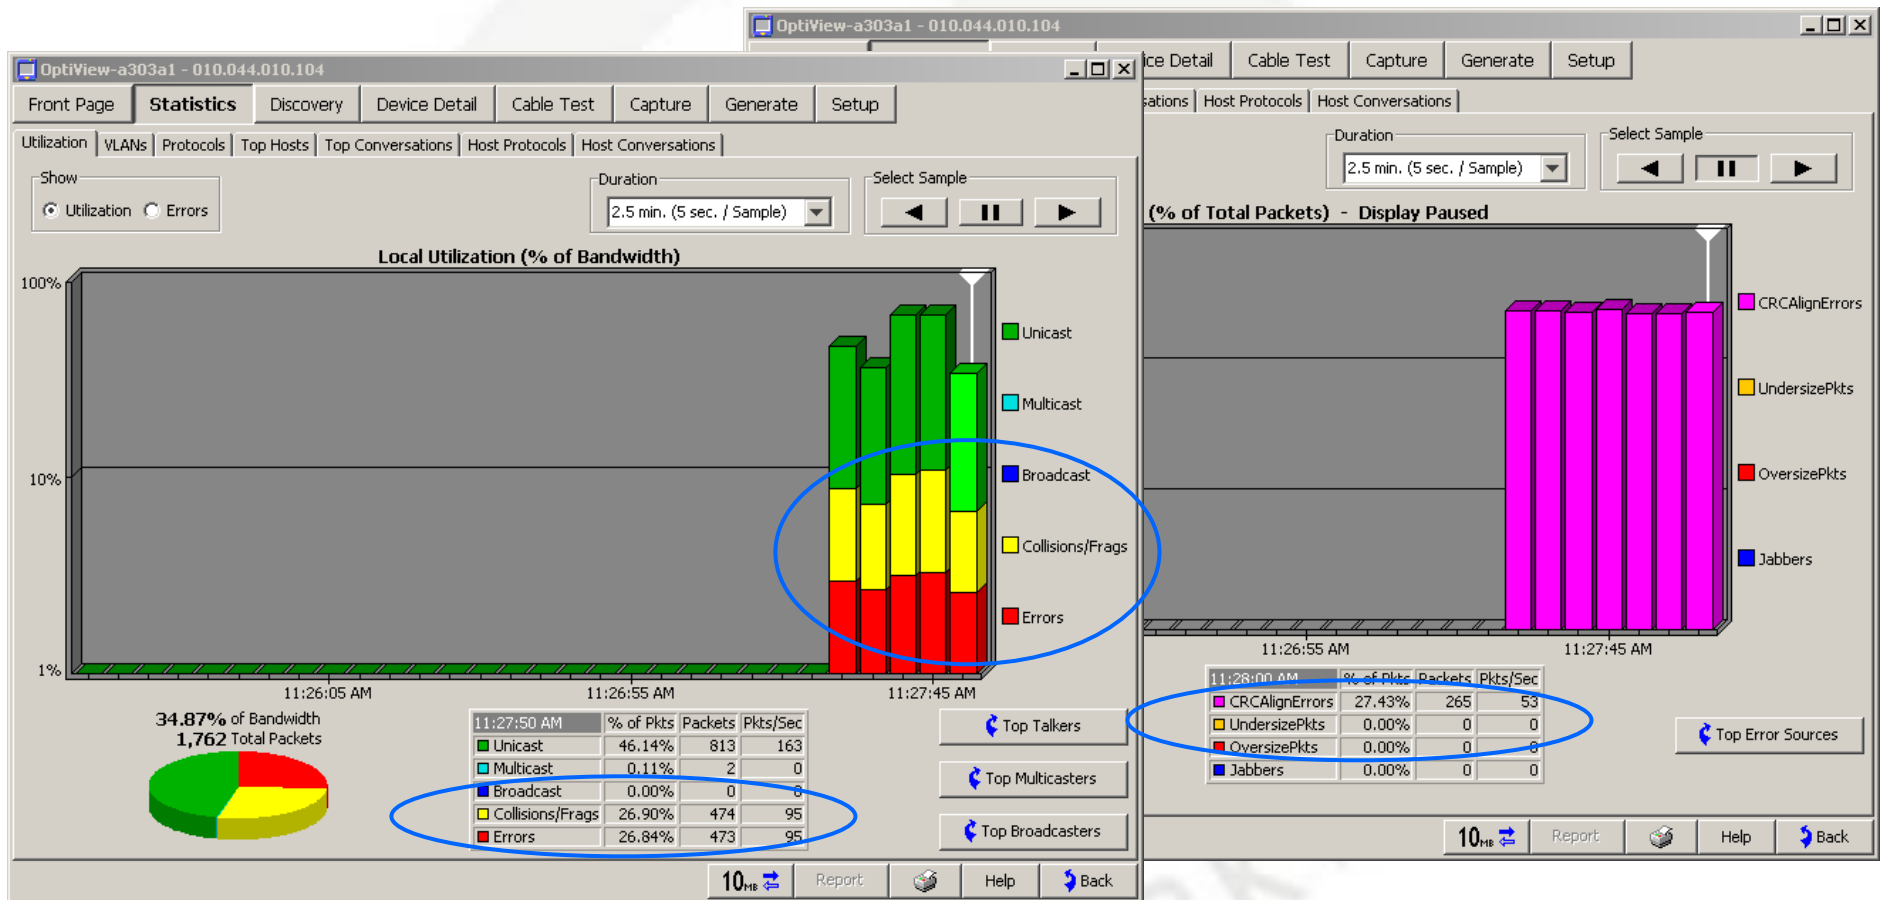 OptiView-a303a1 - 010.044.010.104
ice Detail Cable Test Capture Generate Setup
sations Host Protocols Host Conversations
Duration
2.5 min. (5 sec. / Sample)
Select Sample
(% of Total Packets) - Display Paused
CRCAlignErrors
UndersizePkts
OversizePkts
Jabbers
11:26:55 AM 11:27:45 AM
11:28:00 AM % of Pkts Packets Pkts/Sec
CRCAlignErrors 27.43% 265 53
UndersizePkts 0.00% 0 0
OversizePkts 0.00% 0 0
Jabbers 0.00% 0 0
Top Error Sources
10MB Report Help Back
OptiView-a303a1 - 010.044.010.104
Front Page Statistics Discovery Device Detail Cable Test Capture Generate Setup
Utilization VLANs Protocols Top Hosts Top Conversations Host Protocols Host Conversations
Show
Utilization Errors
Duration
2.5 min. (5 sec. / Sample)
Select Sample
Local Utilization (% of Bandwidth)
100%
10%
1%
Unicast
Multicast
Broadcast
Collisions/Frags
Errors
11:26:05 AM 11:26:55 AM 11:27:45 AM
34.87% of Bandwidth
1,762 Total Packets
11:27:50 AM % of Pkts Packets Pkts/Sec
Unicast 46.14% 813 163
Multicast 0.11% 2 0
Broadcast 0.00% 0 0
Collisions/Frags 26.90% 474 95
Errors 26.84% 473 95
Top Talkers
Top Multicasters
Top Broadcasters
10MB Report Help Back